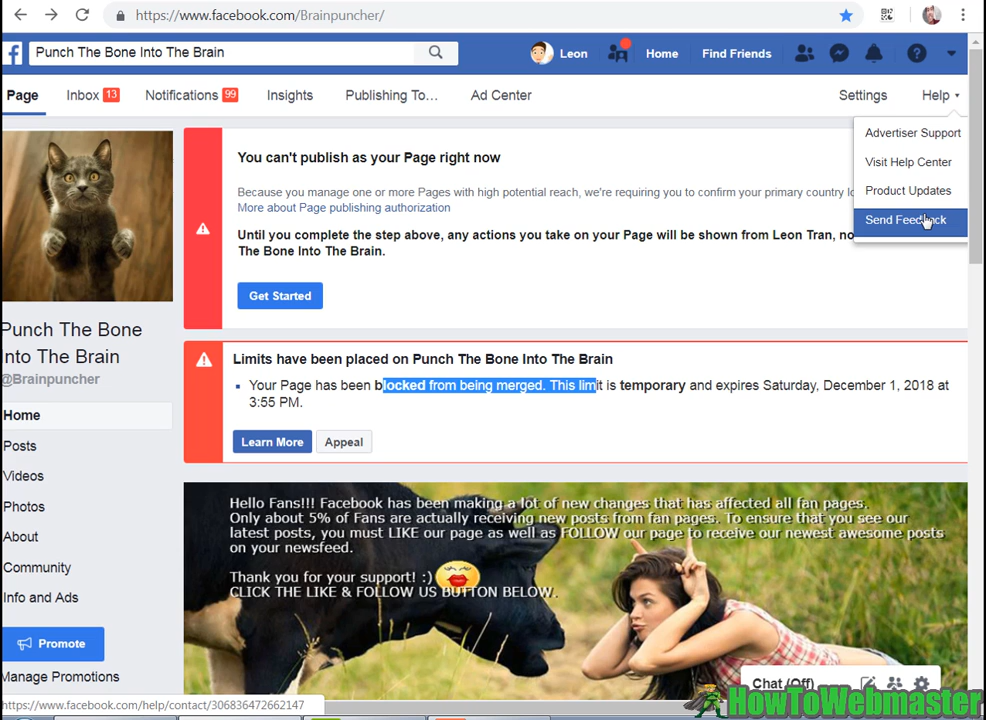 https://www.facebook.com/Brainpuncher/
f Punch The Bone Into The Brain
Leon Home Find Friends
Page Inbox 13 Notifications 99 Insights Publishing To... Ad Center Settings Help
Advertiser Support
Visit Help Center
Product Updates
Send Feedback
You can't publish as your Page right now
Because you manage one or more Pages with high potential reach, we're requiring you to confirm your primary country lo
More about Page publishing authorization
Until you complete the step above, any actions you take on your Page will be shown from Leon Tran, no
The Bone Into The Brain.
Get Started
Limits have been placed on Punch The Bone Into The Brain
Your Page has been blocked from being merged. This limit is temporary and expires Saturday, December 1, 2018 at
3:55 PM.
Learn More Appeal
Punch The Bone
Into The Brain
@Brainpuncher
Home
Posts
Videos
Photos
About
Community
Info and Ads
Promote
Manage Promotions
Hello Fans!!! Facebook has been making a lot of new changes that has affected all fan pages.
Only about 5% of Fans are actually receiving new posts from fan pages. To ensure that you see our
latest posts, you must LIKE our page as well as FOLLOW our page to receive our newest awesome posts
on your newsfeed.
Thank you for your support! :)
CLICK THE LIKE & FOLLOW US BUTTON BELOW.
Chat (Off)
https://www.facebook.com/help/contact/306836472662147
HowToWebmaster